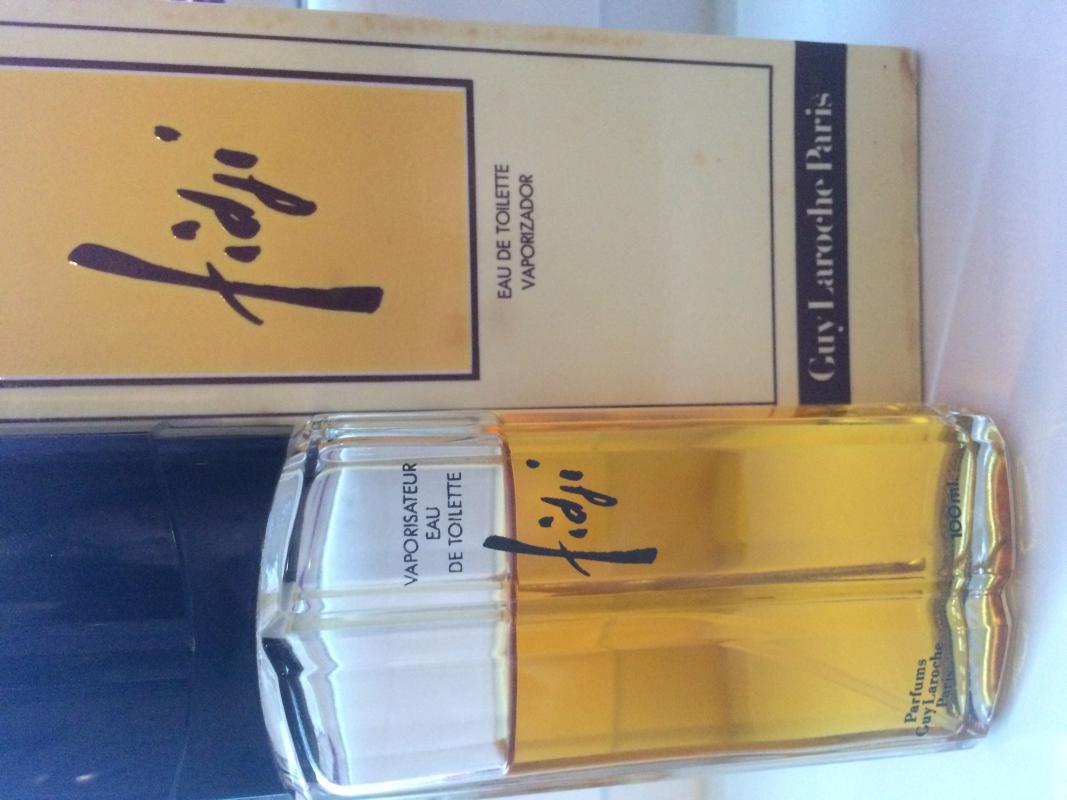 fidji
EAU DE TOILETTE
VAPORIZADOR
Guy Laroche Paris
VAPORISATEUR
EAU
DE TOILETTE
fidji
Parfums
Guy Laroche
Paris
100 ml.